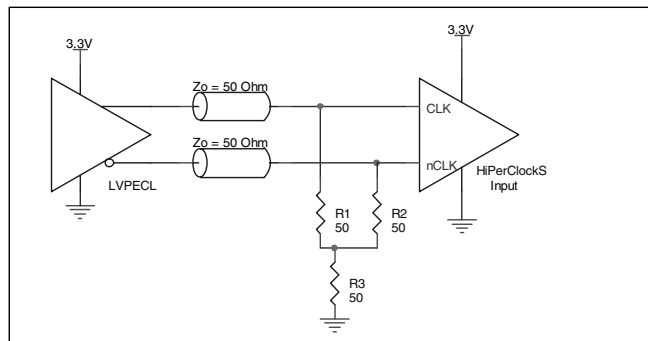 3.3V
3.3V
Zo = 50 Ohm
CLK
Zo = 50 Ohm
nCLK
LVPECL
HiPerClockS
Input
R1
50
R2
50
R3
50